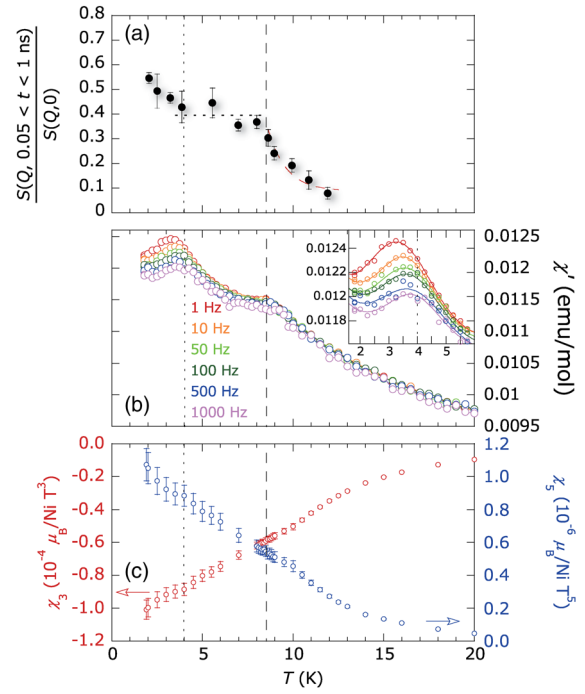 0.8
0.7
0.6
0.5
0.4
0.3
0.2
0.1
0
S(Q, 0.05 < t < 1 ns)
S(Q,0)
(a)
0.0124
0.0122
0.012
0.0118
2 3 4 5
0.0125
0.012
0.0115
0.011
0.0105
0.01
0.0095
χ′ (emu/mol)
1 Hz
10 Hz
50 Hz
100 Hz
500 Hz
1000 Hz
(b)
0.0
-0.2
-0.4
-0.6
-0.8
-1.0
-1.2
χ₃ (10⁻⁴ μ_B/Ni T³)
(c)
1.2
1.0
0.8
0.6
0.4
0.2
0.0
χ₅ (10⁻⁶ μ_B/Ni T⁵)
0 5 10 15 20
T (K)